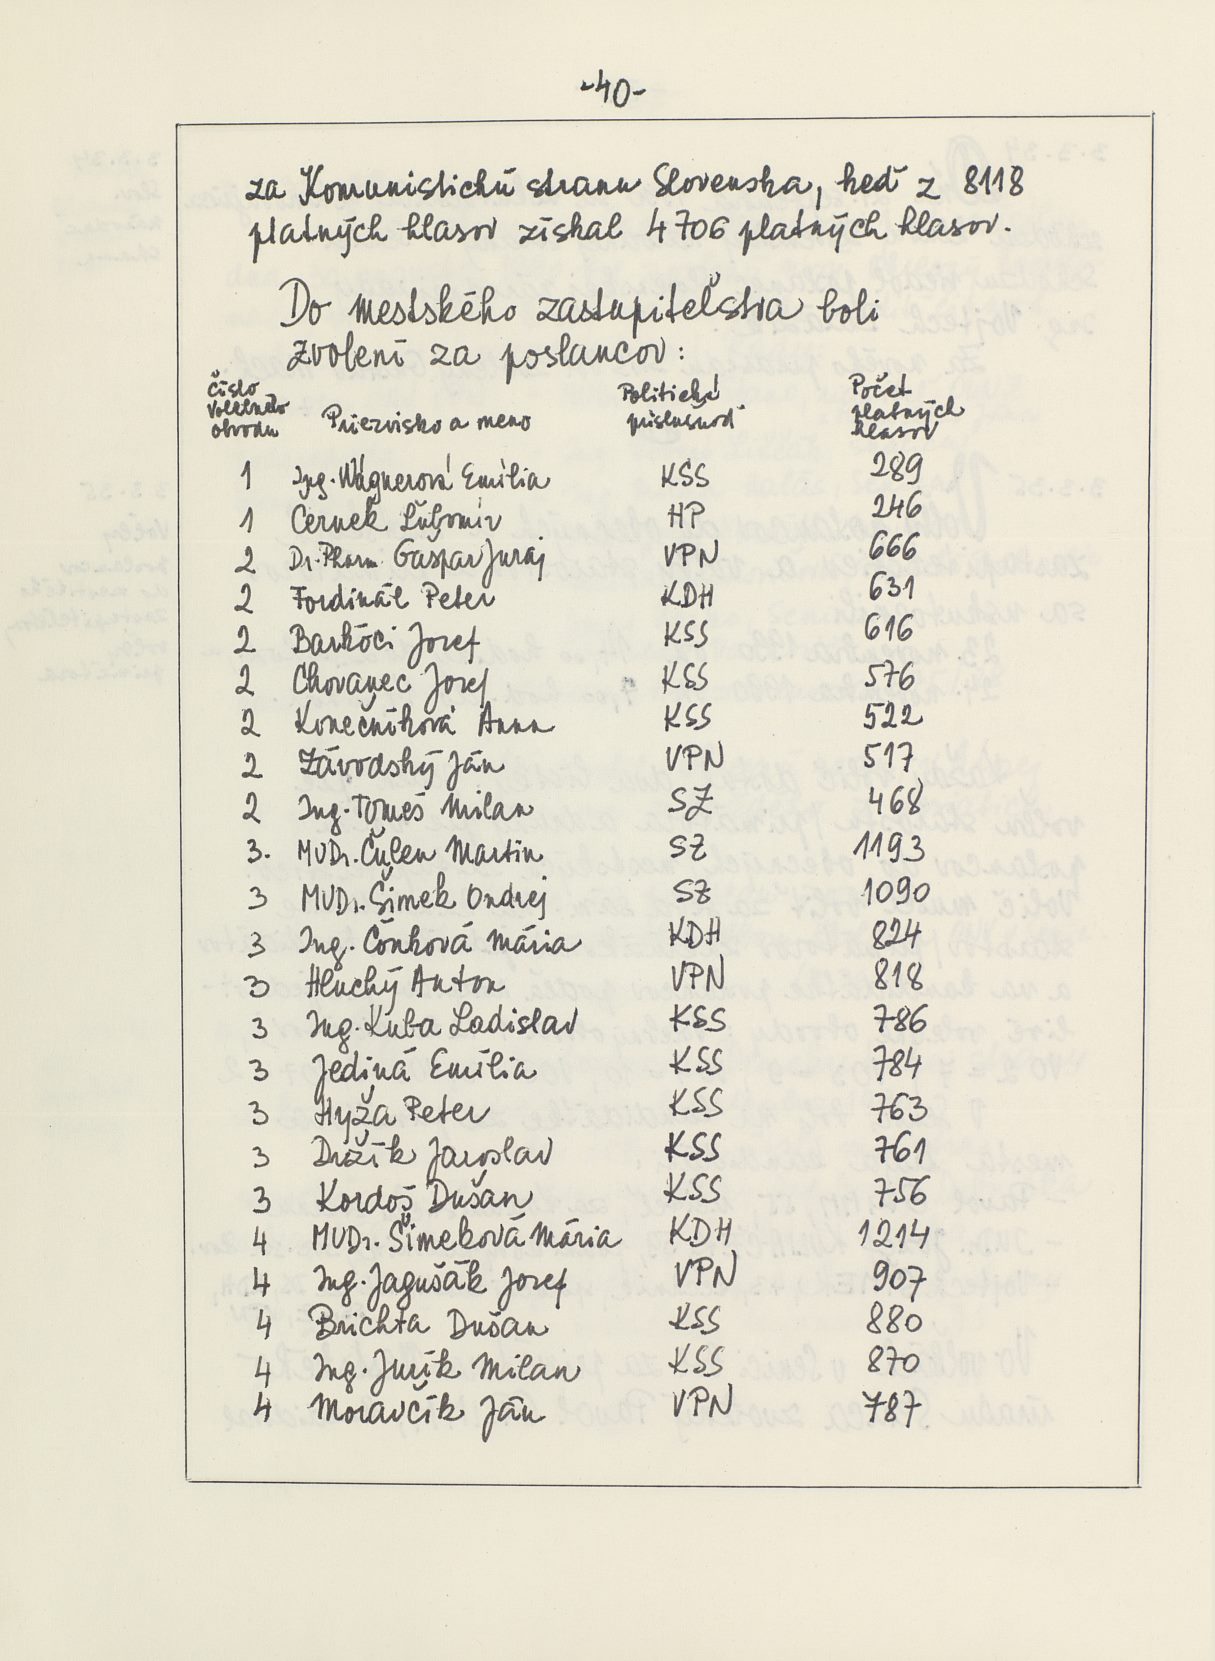 -40-
za Komunistickú stranu Slovenska, keď z 8118
platných hlasov získal 4706 platných hlasov.
Do mestského zastupiteľstva boli
zvolení za poslancov:
Číslo volebného obvodu Priezvisko a meno Politická príslušnosť Počet platných hlasov
1 Ing. Wágnerová Emília KSS 289
1 Černek Ľubomír HP 246
2 Dr. Pharm. Gašpar Juraj VPN 666
2 Fordinál Peter KDH 631
2 Barkóci Jozef KSS 616
2 Chovanec Jozef KSS 576
2 Konečníková Anna KSS 522
2 Závodský Ján VPN 517
2 Ing. Tomeš Milan SZ 468
3. MUDr. Čulen Martin SZ 1193
3 MUDr. Šimek Ondrej SZ 1090
3 Ing. Čonková Mária KDH 824
3 Hluchý Anton VPN 818
3 Ing. Kuba Ladislav KSS 786
3 Jediná Emília KSS 784
3 Hyža Peter KSS 763
3 Držík Jaroslav KSS 761
3 Kordoš Dušan KSS 756
4 MUDr. Šimeková Mária KDH 1214
4 Ing. Jagušák Jozef VPN 907
4 Brichta Dušan KSS 880
4 Ing. Jurík Milan KSS 870
4 Moravčík Ján VPN 787